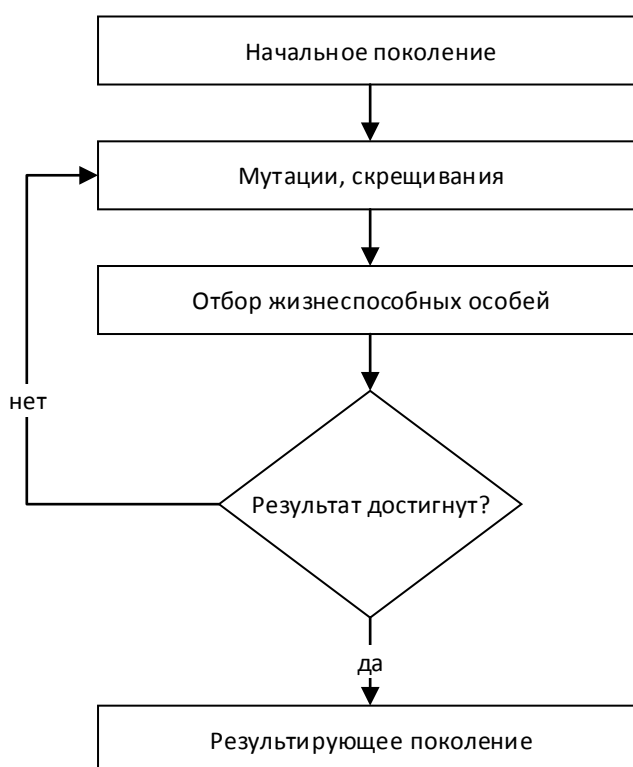 Начальное поколение
Мутации, скрещивания
Отбор жизнеспособных особей
нет
Результат достигнут?
да
Результирующее поколение